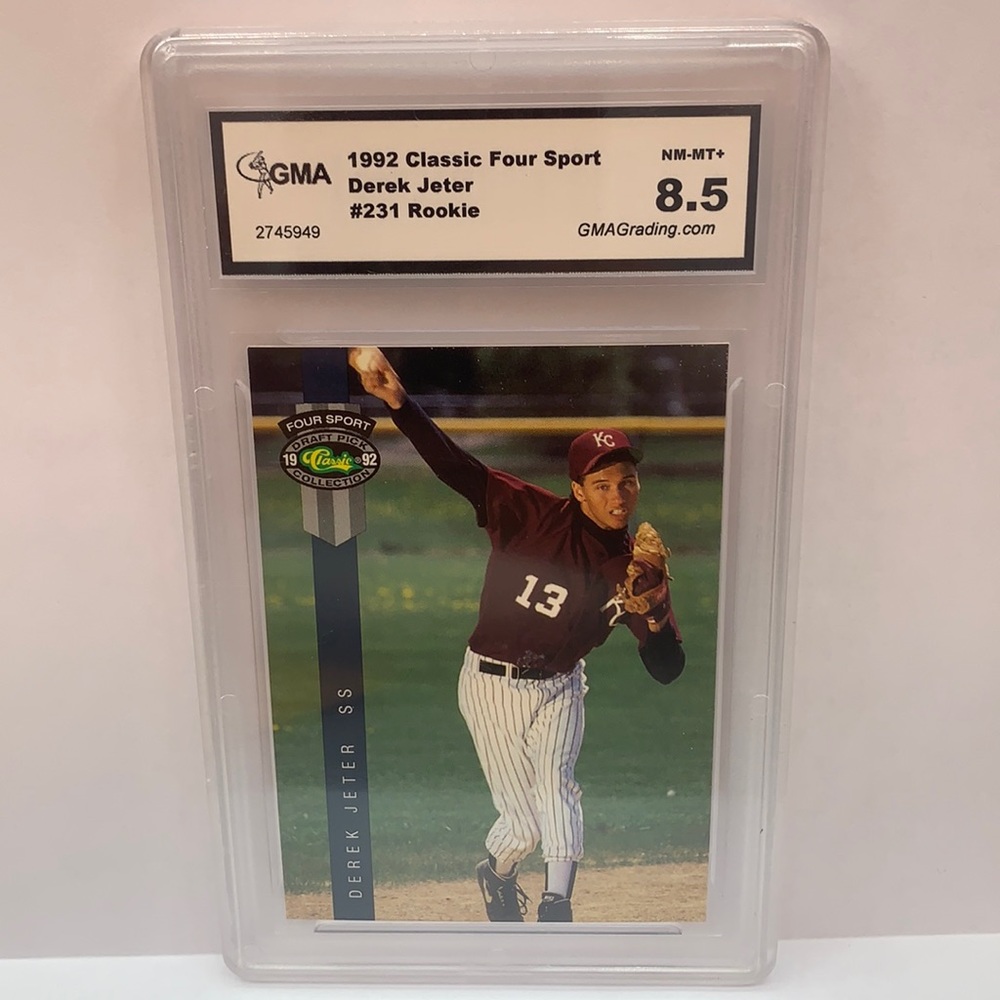 GMA
1992 Classic Four Sport
Derek Jeter
#231 Rookie
2745949
NM-MT+
8.5
GMAGrading.com
FOUR SPORT
DRAFT PICK
19 Classic ® 92
COLLECTION
KC
13
DEREK JETER SS